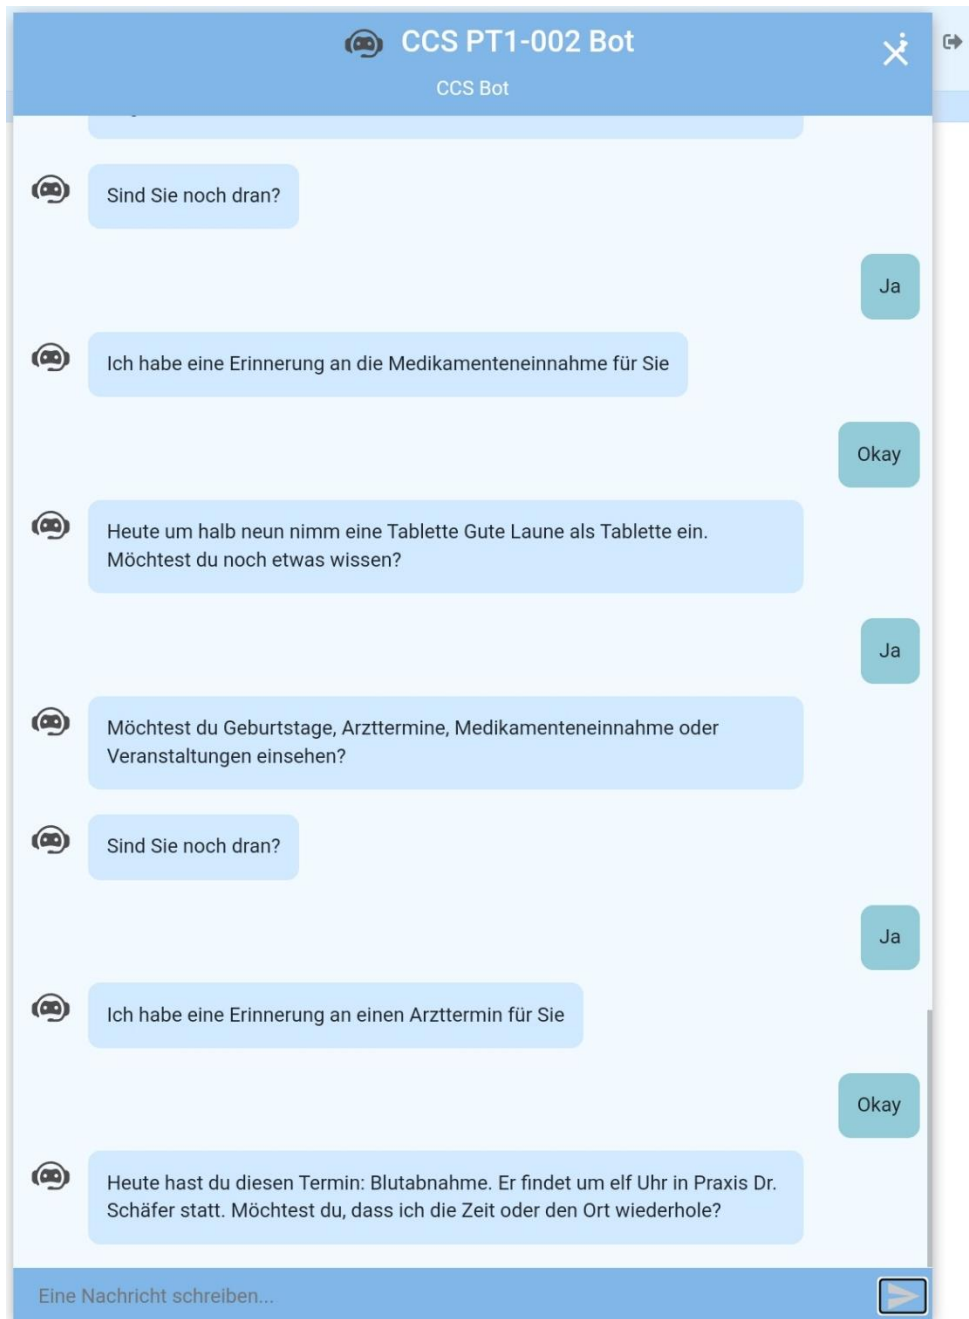 CCS PT1-002 Bot
CCS Bot
Sind Sie noch dran?
Ja
Ich habe eine Erinnerung an die Medikamenteneinnahme für Sie
Okay
Heute um halb neun nimm eine Tablette Gute Laune als Tablette ein.
Möchtest du noch etwas wissen?
Ja
Möchtest du Geburtstage, Arzttermine, Medikamenteneinnahme oder
Veranstaltungen einsehen?
Sind Sie noch dran?
Ja
Ich habe eine Erinnerung an einen Arzttermin für Sie
Okay
Heute hast du diesen Termin: Blutabnahme. Er findet um elf Uhr in Praxis Dr.
Schäfer statt. Möchtest du, dass ich die Zeit oder den Ort wiederhole?
Eine Nachricht schreiben...